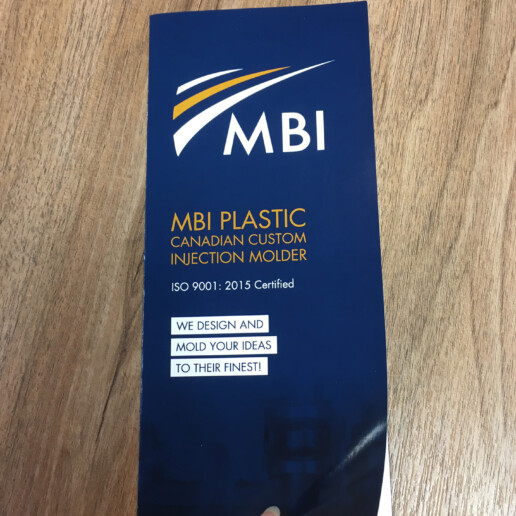 MBI
MBI PLASTIC
CANADIAN CUSTOM
INJECTION MOLDER
ISO 9001: 2015 Certified
WE DESIGN AND
MOLD YOUR IDEAS
TO THEIR FINEST!